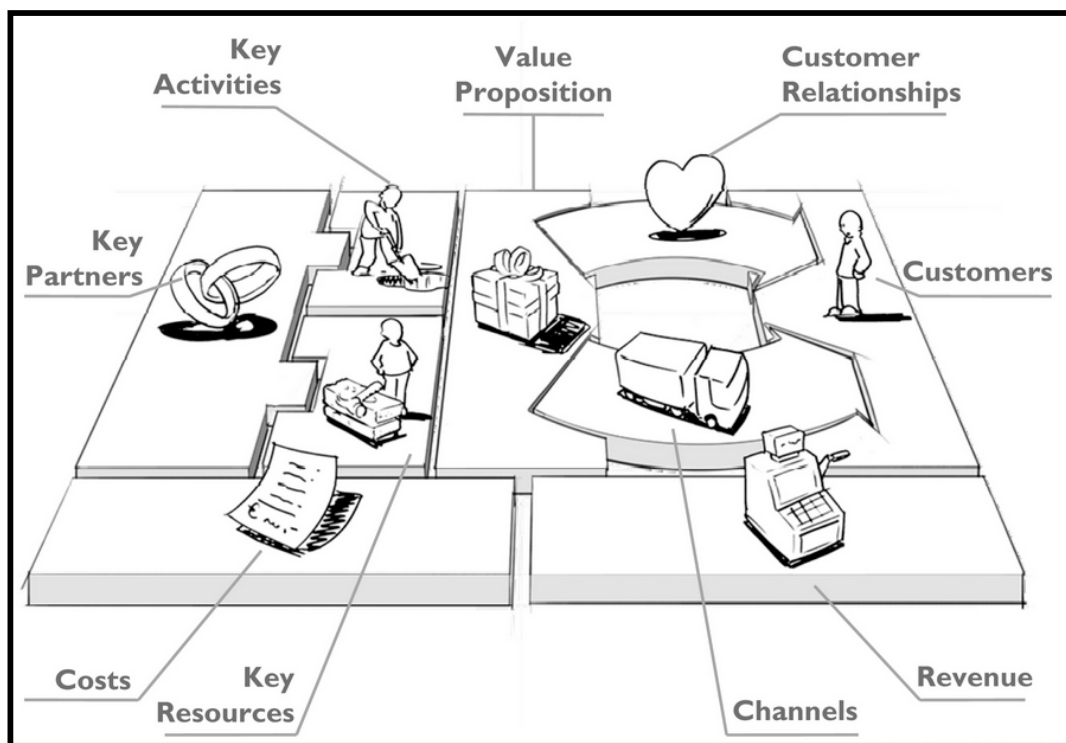 Key
Activities
Value
Proposition
Customer
Relationships
Key
Partners
Customers
€
Costs
Key
Resources
Channels
Revenue